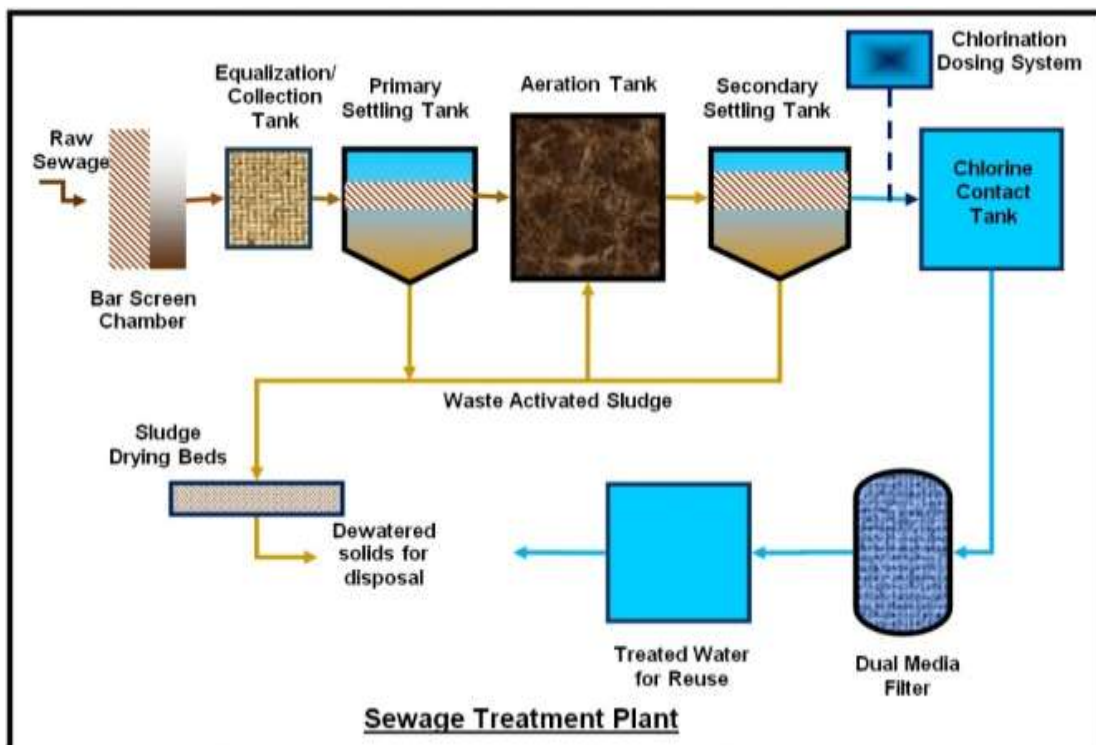 Raw
Sewage
Bar Screen
Chamber
Equalization/
Collection
Tank
Primary
Settling Tank
Aeration Tank
Secondary
Settling Tank
Chlorination
Dosing System
Chlorine
Contact
Tank
Waste Activated Sludge
Sludge
Drying Beds
Dewatered
solids for
disposal
Treated Water
for Reuse
Dual Media
Filter
Sewage Treatment Plant